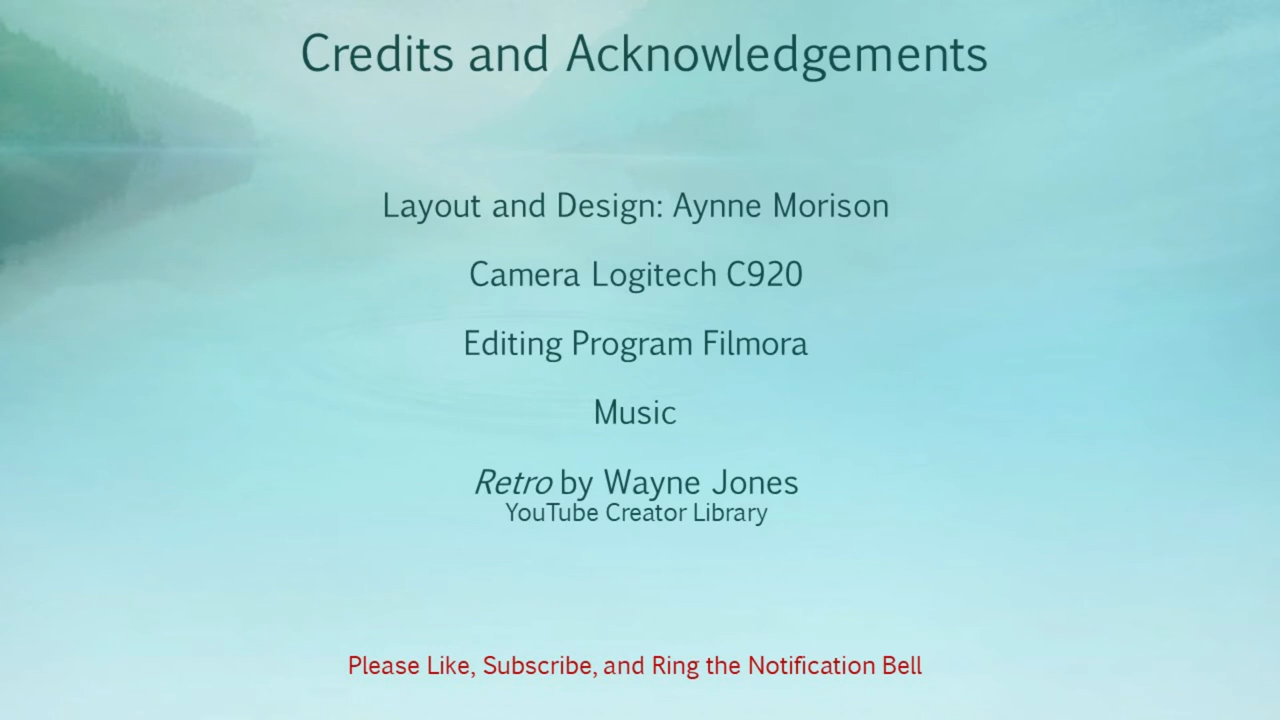 Credits and Acknowledgements
Layout and Design: Aynne Morison
Camera Logitech C920
Editing Program Filmora
Music
Retro by Wayne Jones
YouTube Creator Library
Please Like, Subscribe, and Ring the Notification Bell